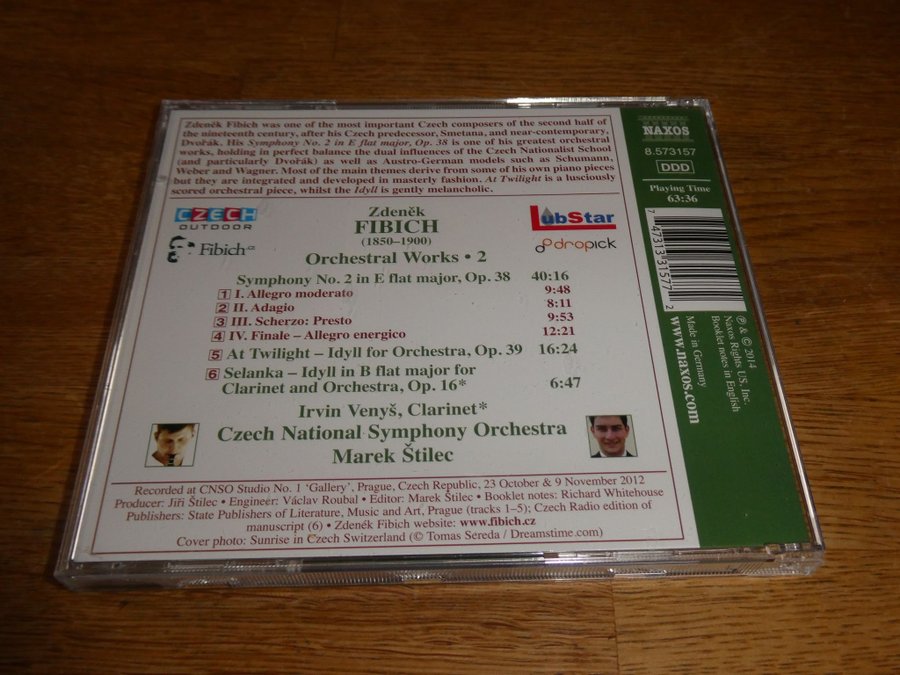 Zdeněk Fibich was one of the most important Czech composers of the second half of
the nineteenth century, after his Czech predecessor, Smetana, and near-contemporary,
Dvořák. His Symphony No. 2 in E flat major, Op. 38 is one of his greatest orchestral
works, holding in perfect balance the dual influences of the Czech Nationalist School
(and particularly Dvořák) as well as Austro-German models such as Schumann,
Weber and Wagner. Most of the main themes derive from some of his own piano pieces
but they are integrated and developed in masterly fashion. At Twilight is a lusciously
scored orchestral piece, whilst the Idyll is gently melancholic.
CZECH
OUTDOOR
Fibich.cz
Zdeněk
FIBICH
(1850–1900)
Orchestral Works • 2
LubStar
dropick
Symphony No. 2 in E flat major, Op. 38 40:16
1 I. Allegro moderato 9:48
2 II. Adagio 8:11
3 III. Scherzo: Presto 9:53
4 IV. Finale – Allegro energico 12:21
5 At Twilight – Idyll for Orchestra, Op. 39 16:24
6 Selanka – Idyll in B flat major for
Clarinet and Orchestra, Op. 16* 6:47
Irvin Venyš, Clarinet*
Czech National Symphony Orchestra
Marek Štilec
Recorded at CNSO Studio No. 1 'Gallery', Prague, Czech Republic, 23 October & 9 November 2012
Producer: Jiří Štilec • Engineer: Václav Roubal • Editor: Marek Štilec • Booklet notes: Richard Whitehouse
Publishers: State Publishers of Literature, Music and Art, Prague (tracks 1–5); Czech Radio edition of
manuscript (6) • Zdeněk Fibich website: www.fibich.cz
Cover photo: Sunrise in Czech Switzerland (© Tomas Sereda / Dreamstime.com)
NAXOS
8.573157
DDD
Playing Time
63:36
7 47313 31577 2
℗ & © 2014
Naxos Rights US, Inc.
Booklet notes in English
Made in Germany
www.naxos.com